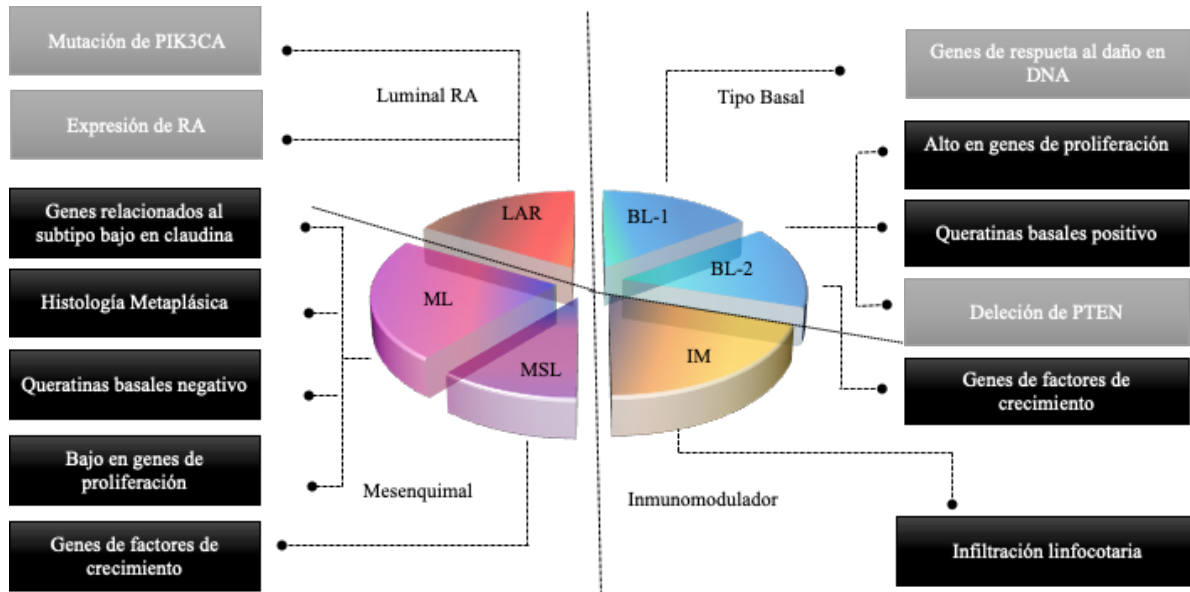 Mutación de PIK3CA
Expresión de RA
Genes relacionados al
subtipo bajo en claudina
Histología Metaplásica
Queratinas basales negativo
Bajo en genes de
proliferación
Genes de factores de
crecimiento
Luminal RA
Tipo Basal
LAR
BL-1
BL-2
ML
MSL
IM
Mesenquimal
Inmunomodulador
Genes de respueta al daño en
DNA
Alto en genes de proliferación
Queratinas basales positivo
Deleción de PTEN
Genes de factores de
crecimiento
Infiltración linfocotaria